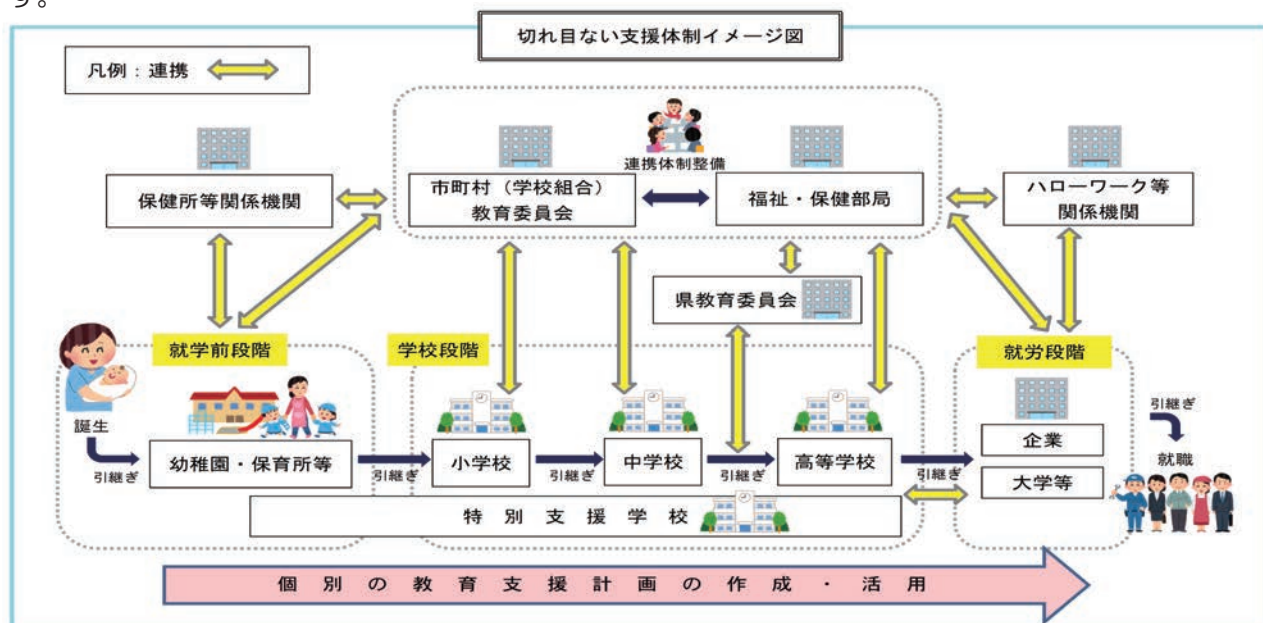 す。
切れ目ない支援体制イメージ図
凡例：連携
連携体制整備
保健所等関係機関
市町村（学校組合）
教育委員会
福祉・保健部局
ハローワーク等
関係機関
県教育委員会
就学前段階
学校段階
就労段階
誕生
引継ぎ
幼稚園・保育所等
引継ぎ
小学校
引継ぎ
中学校
引継ぎ
高等学校
引継ぎ
企業
大学等
引継ぎ
就職
特別支援学校
個別の教育支援計画の作成・活用